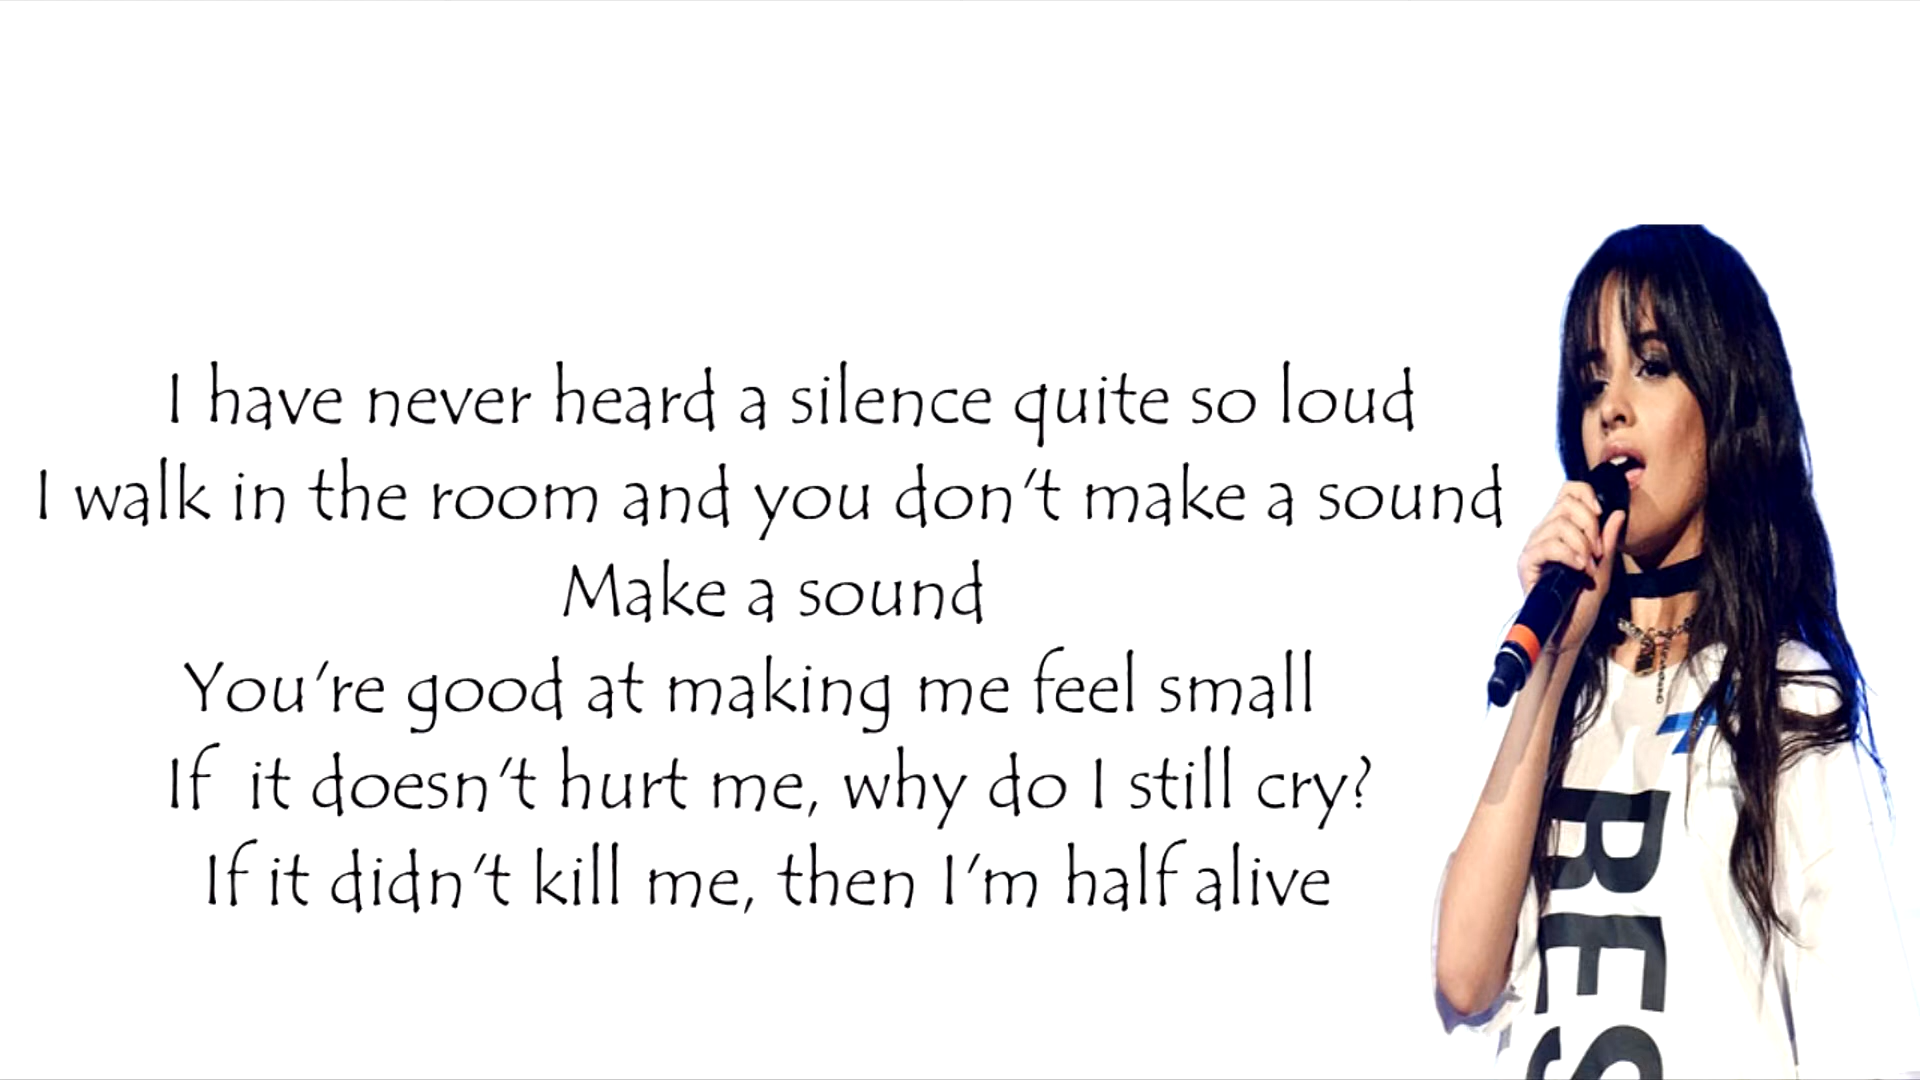 I have never heard a silence quite so loud
I walk in the room and you don't make a sound
Make a sound
You're good at making me feel small
If it doesn't hurt me, why do I still cry?
If it didn't kill me, then I'm half alive
RES